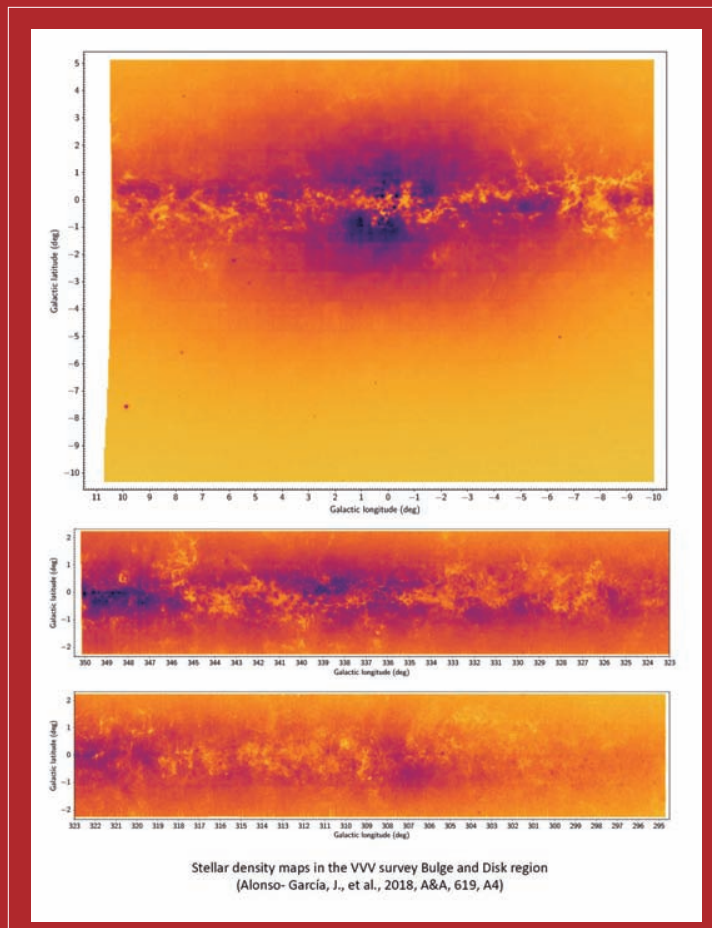 5
4
3
2
1
0
−1
−2
−3
−4
−5
−6
−7
−8
−9
−10
Galactic latitude (deg)
11 10 9 8 7 6 5 4 3 2 1 0 −1 −2 −3 −4 −5 −6 −7 −8 −9 −10
Galactic longitude (deg)
2
1
0
−1
−2
Galactic latitude (deg)
350 349 348 347 346 345 344 343 342 341 340 339 338 337 336 335 334 333 332 331 330 329 328 327 326 325 324 323
Galactic longitude (deg)
2
1
0
−1
−2
Galactic latitude (deg)
323 322 321 320 319 318 317 316 315 314 313 312 311 310 309 308 307 306 305 304 303 302 301 300 299 298 297 296 295
Galactic longitude (deg)
Stellar density maps in the VVV survey Bulge and Disk region
(Alonso- García, J., et al., 2018, A&A, 619, A4)